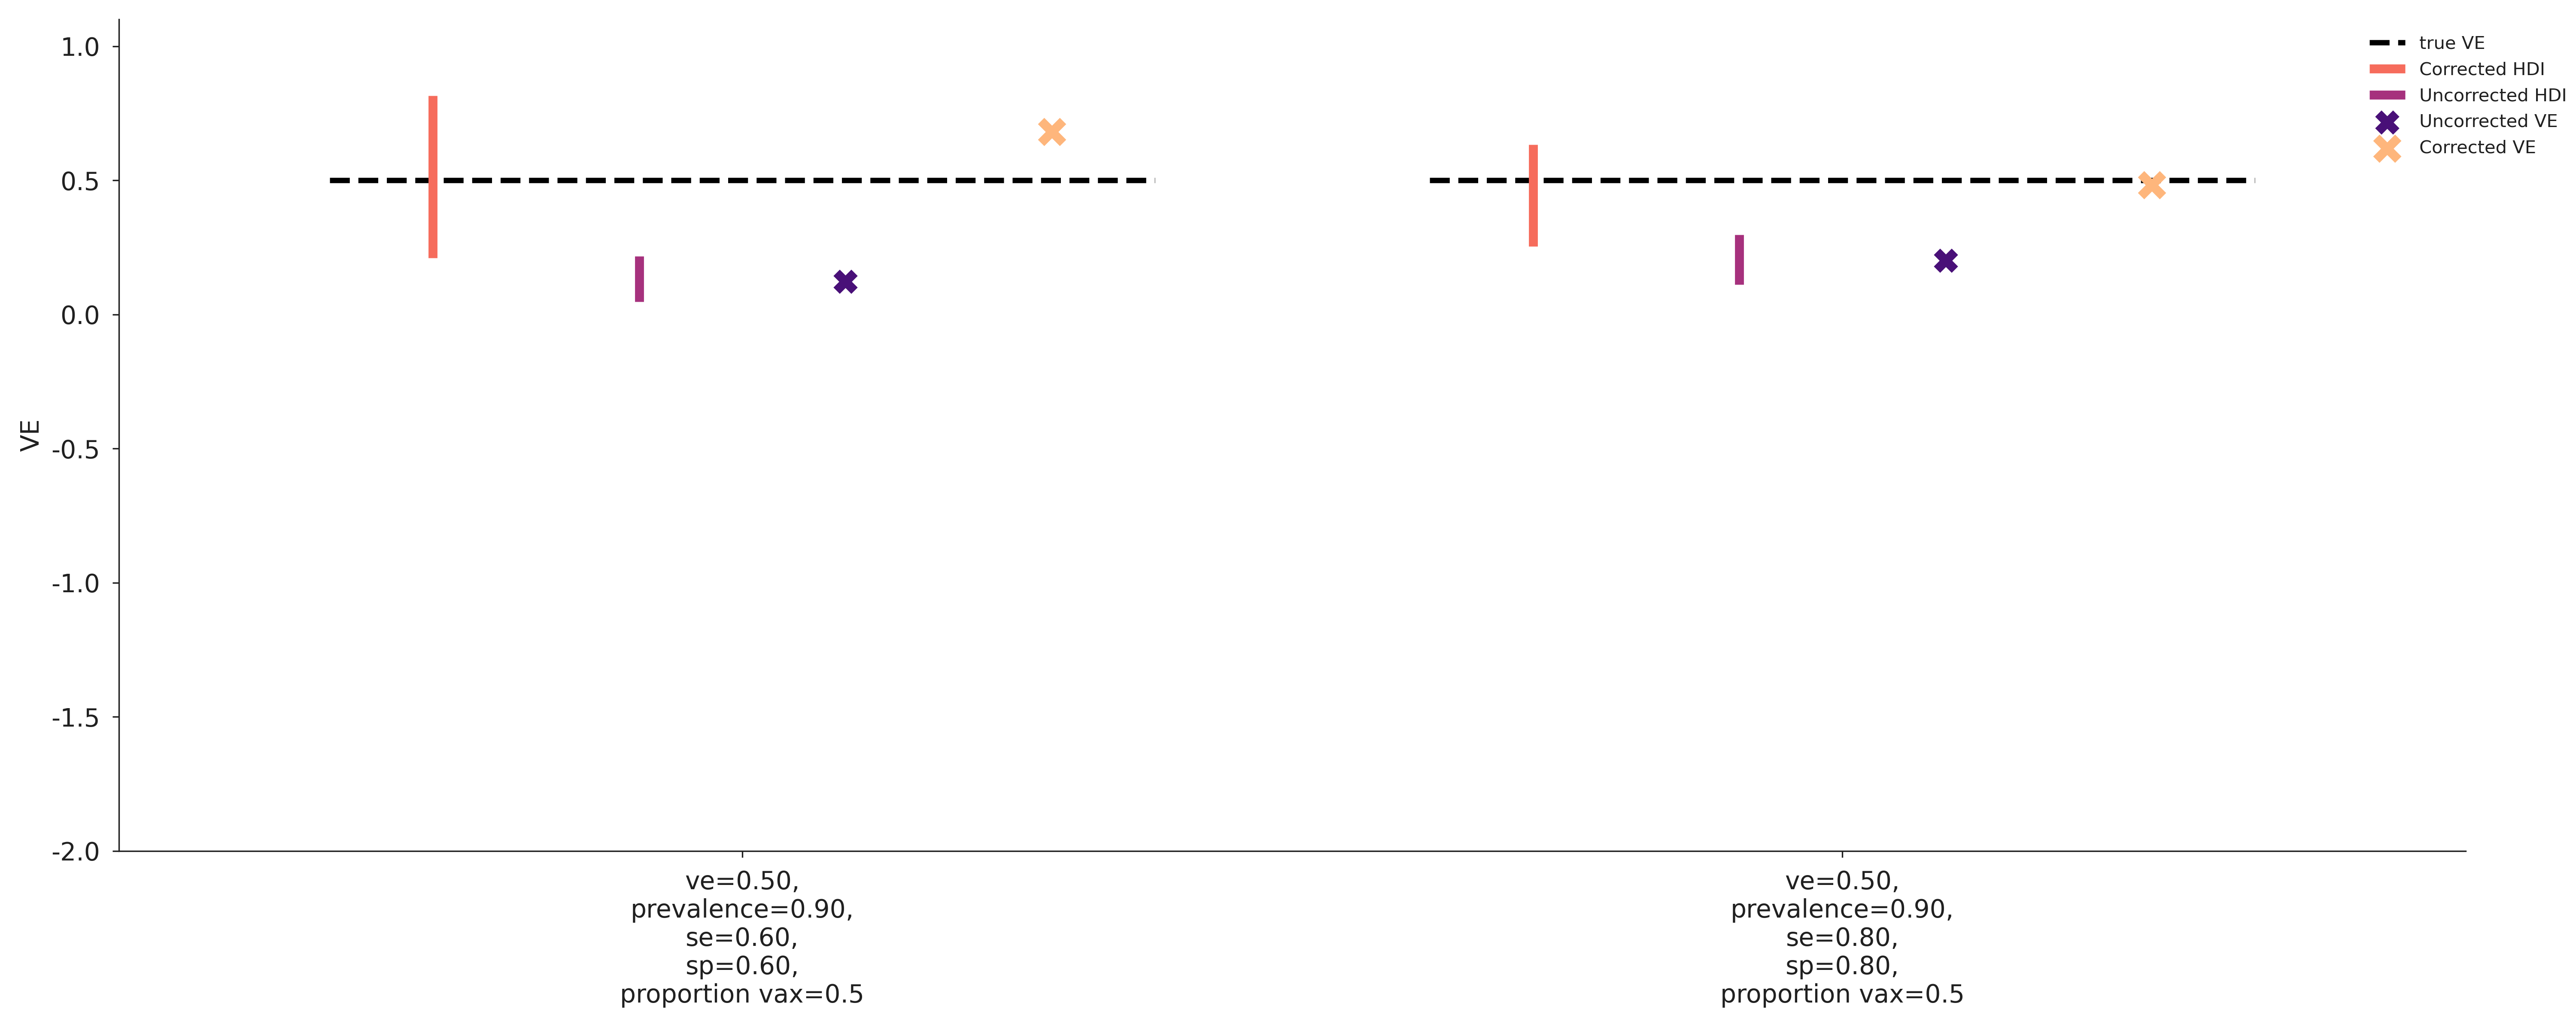 1.0
0.5
0.0
-0.5
-1.0
-1.5
-2.0
VE
true VE
Corrected HDI
Uncorrected HDI
Uncorrected VE
Corrected VE
ve=0.50,
prevalence=0.90,
se=0.60,
sp=0.60,
proportion vax=0.5
ve=0.50,
prevalence=0.90,
se=0.80,
sp=0.80,
proportion vax=0.5